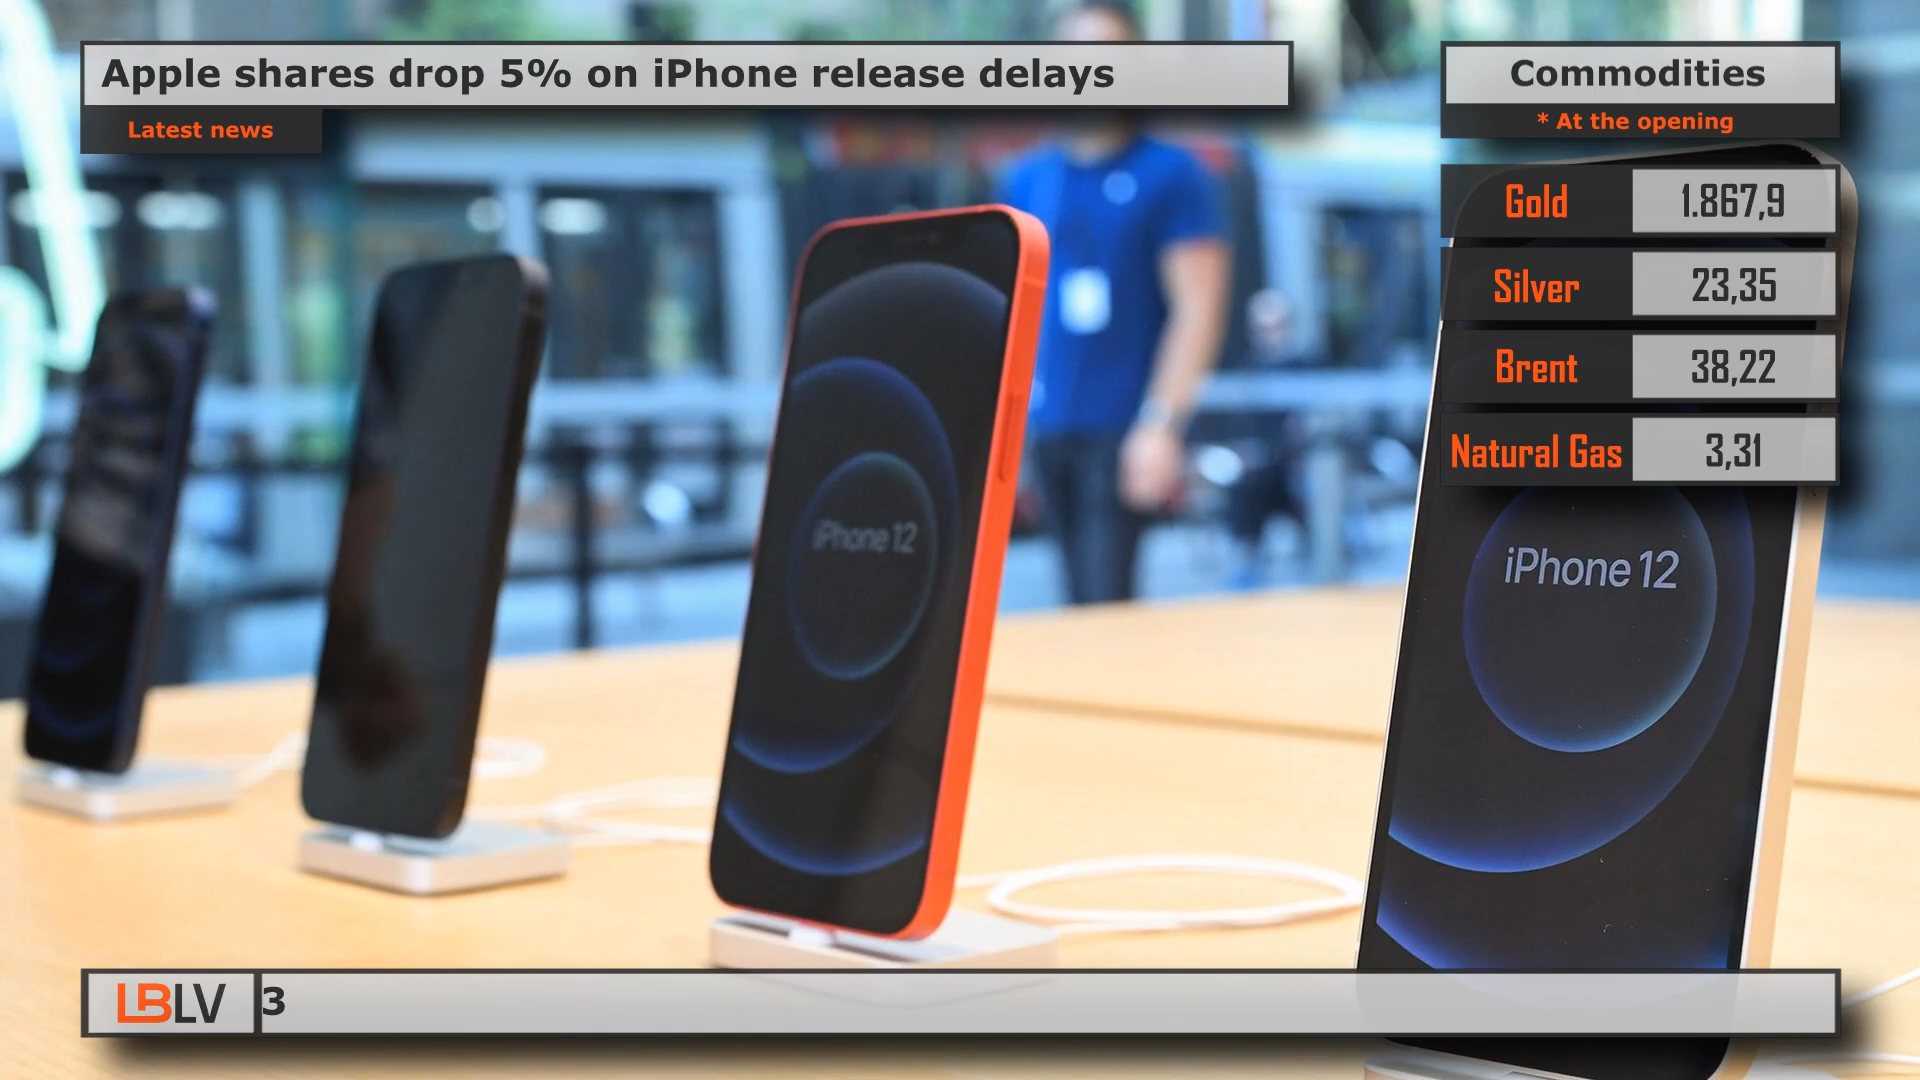 Apple shares drop 5% on iPhone release delays
Latest news
Commodities
* At the opening
Gold 1.867,9
Silver 23,35
Brent 38,22
Natural Gas 3,31
iPhone 12
iPhone 12
LBLV 3